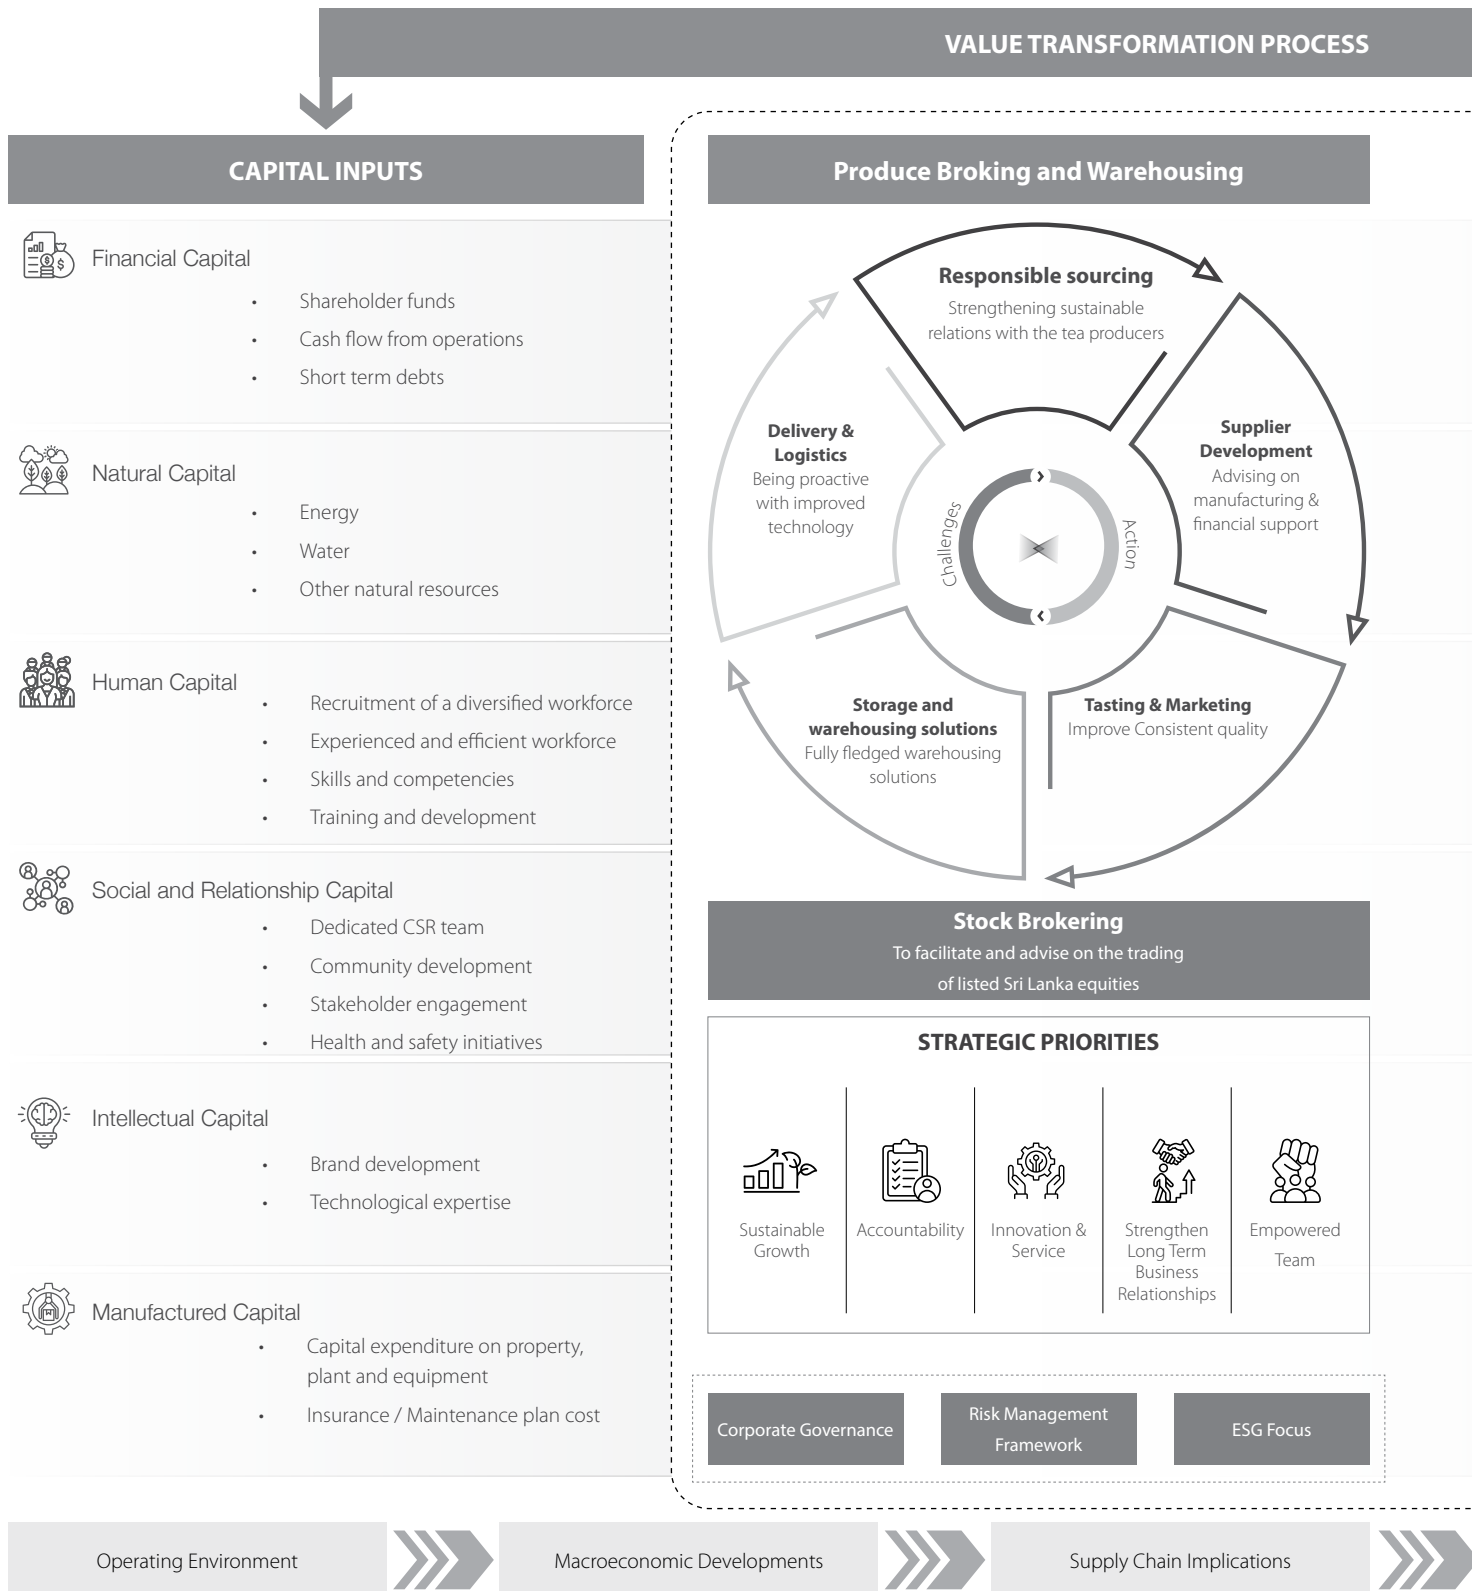 VALUE TRANSFORMATION PROCESS
CAPITAL INPUTS
Financial Capital
• Shareholder funds
• Cash flow from operations
• Short term debts
Natural Capital
• Energy
• Water
• Other natural resources
Human Capital
• Recruitment of a diversified workforce
• Experienced and efficient workforce
• Skills and competencies
• Training and development
Social and Relationship Capital
• Dedicated CSR team
• Community development
• Stakeholder engagement
• Health and safety initiatives
Intellectual Capital
• Brand development
• Technological expertise
Manufactured Capital
• Capital expenditure on property,
plant and equipment
• Insurance / Maintenance plan cost
Produce Broking and Warehousing
Responsible sourcing
Strengthening sustainable
relations with the tea producers
Supplier
Development
Advising on
manufacturing &
financial support
Tasting & Marketing
Improve Consistent quality
Storage and
warehousing solutions
Fully fledged warehousing
solutions
Delivery &
Logistics
Being proactive
with improved
technology
Challenges
Action
Stock Brokering
To facilitate and advise on the trading
of listed Sri Lanka equities
STRATEGIC PRIORITIES
Sustainable
Growth
Accountability
Innovation &
Service
Strengthen
Long Term
Business
Relationships
Empowered
Team
Corporate Governance
Risk Management
Framework
ESG Focus
Operating Environment
Macroeconomic Developments
Supply Chain Implications